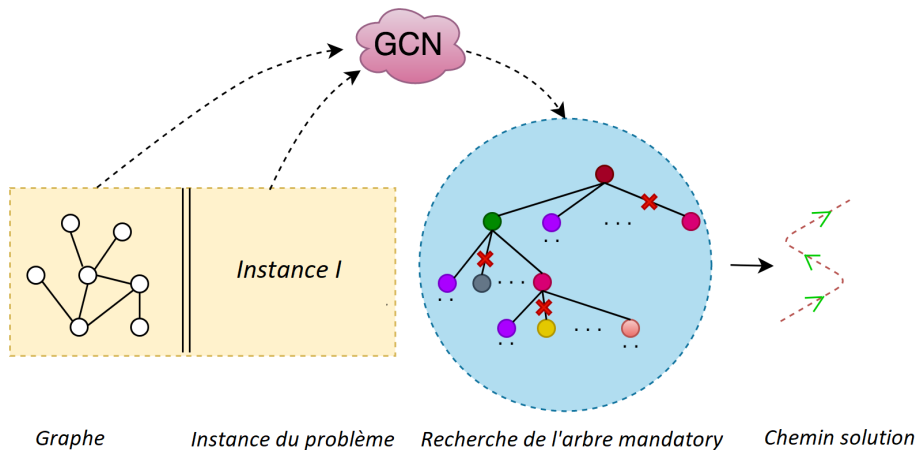 GCN
Instance I
Graphe
Instance du problème
Recherche de l'arbre mandatory
Chemin solution